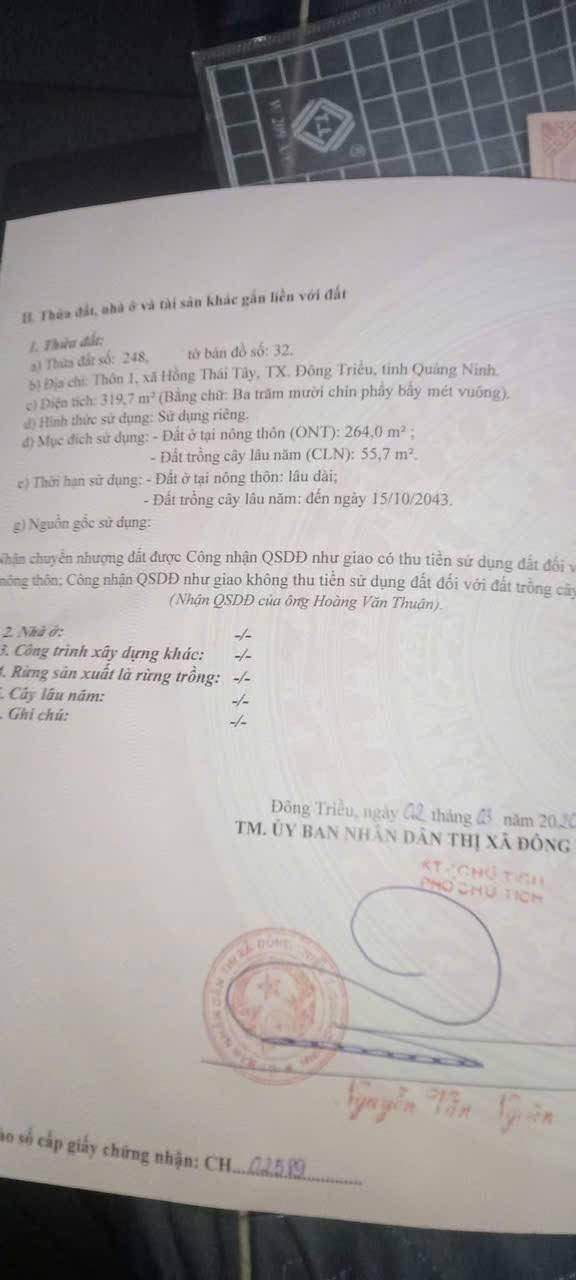 II. Thửa đất, nhà ở và tài sản khác gắn liền với đất
1. Thửa đất:
a) Thửa đất số: 248, tờ bản đồ số: 32.
b) Địa chỉ: Thôn 1, xã Hồng Thái Tây, TX. Đông Triều, tỉnh Quảng Ninh.
c) Diện tích: 319,7 m² (Bằng chữ: Ba trăm mười chín phẩy bẩy mét vuông).
d) Hình thức sử dụng: Sử dụng riêng.
đ) Mục đích sử dụng: - Đất ở tại nông thôn (ONT): 264,0 m² ;
- Đất trồng cây lâu năm (CLN): 55,7 m².
e) Thời hạn sử dụng: - Đất ở tại nông thôn: lâu dài;
- Đất trồng cây lâu năm: đến ngày 15/10/2043.
g) Nguồn gốc sử dụng:
Nhận chuyển nhượng đất được Công nhận QSDĐ như giao có thu tiền sử dụng đất đối v
nông thôn; Công nhận QSDĐ như giao không thu tiền sử dụng đất đối với đất trồng cây
(Nhận QSDĐ của ông Hoàng Văn Thuận).
2. Nhà ở: -/-
3. Công trình xây dựng khác: -/-
4. Rừng sản xuất là rừng trồng: -/-
. Cây lâu năm: -/-
. Ghi chú: -/-
Đông Triều, ngày 02 tháng 03 năm 2020
TM. ỦY BAN NHÂN DÂN THỊ XÃ ĐÔNG
KT. CHỦ TỊCH
PHÓ CHỦ TỊCH
Nguyễn Văn
ào sổ cấp giấy chứng nhận: CH...02589